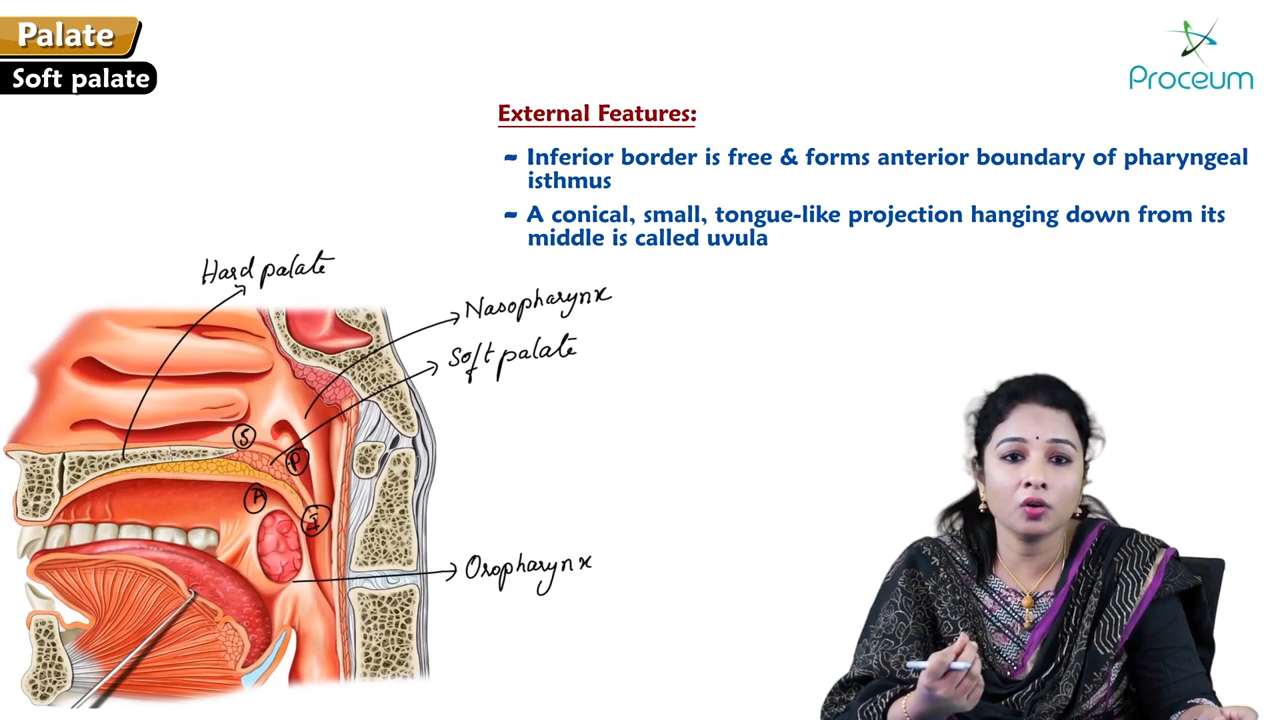 Palate
Soft palate
Proceum
External Features:
~ Inferior border is free & forms anterior boundary of pharyngeal
isthmus
~ A conical, small, tongue-like projection hanging down from its
middle is called uvula
Hard palate
Nasopharynx
Soft palate
S
P
A
I
Oropharynx